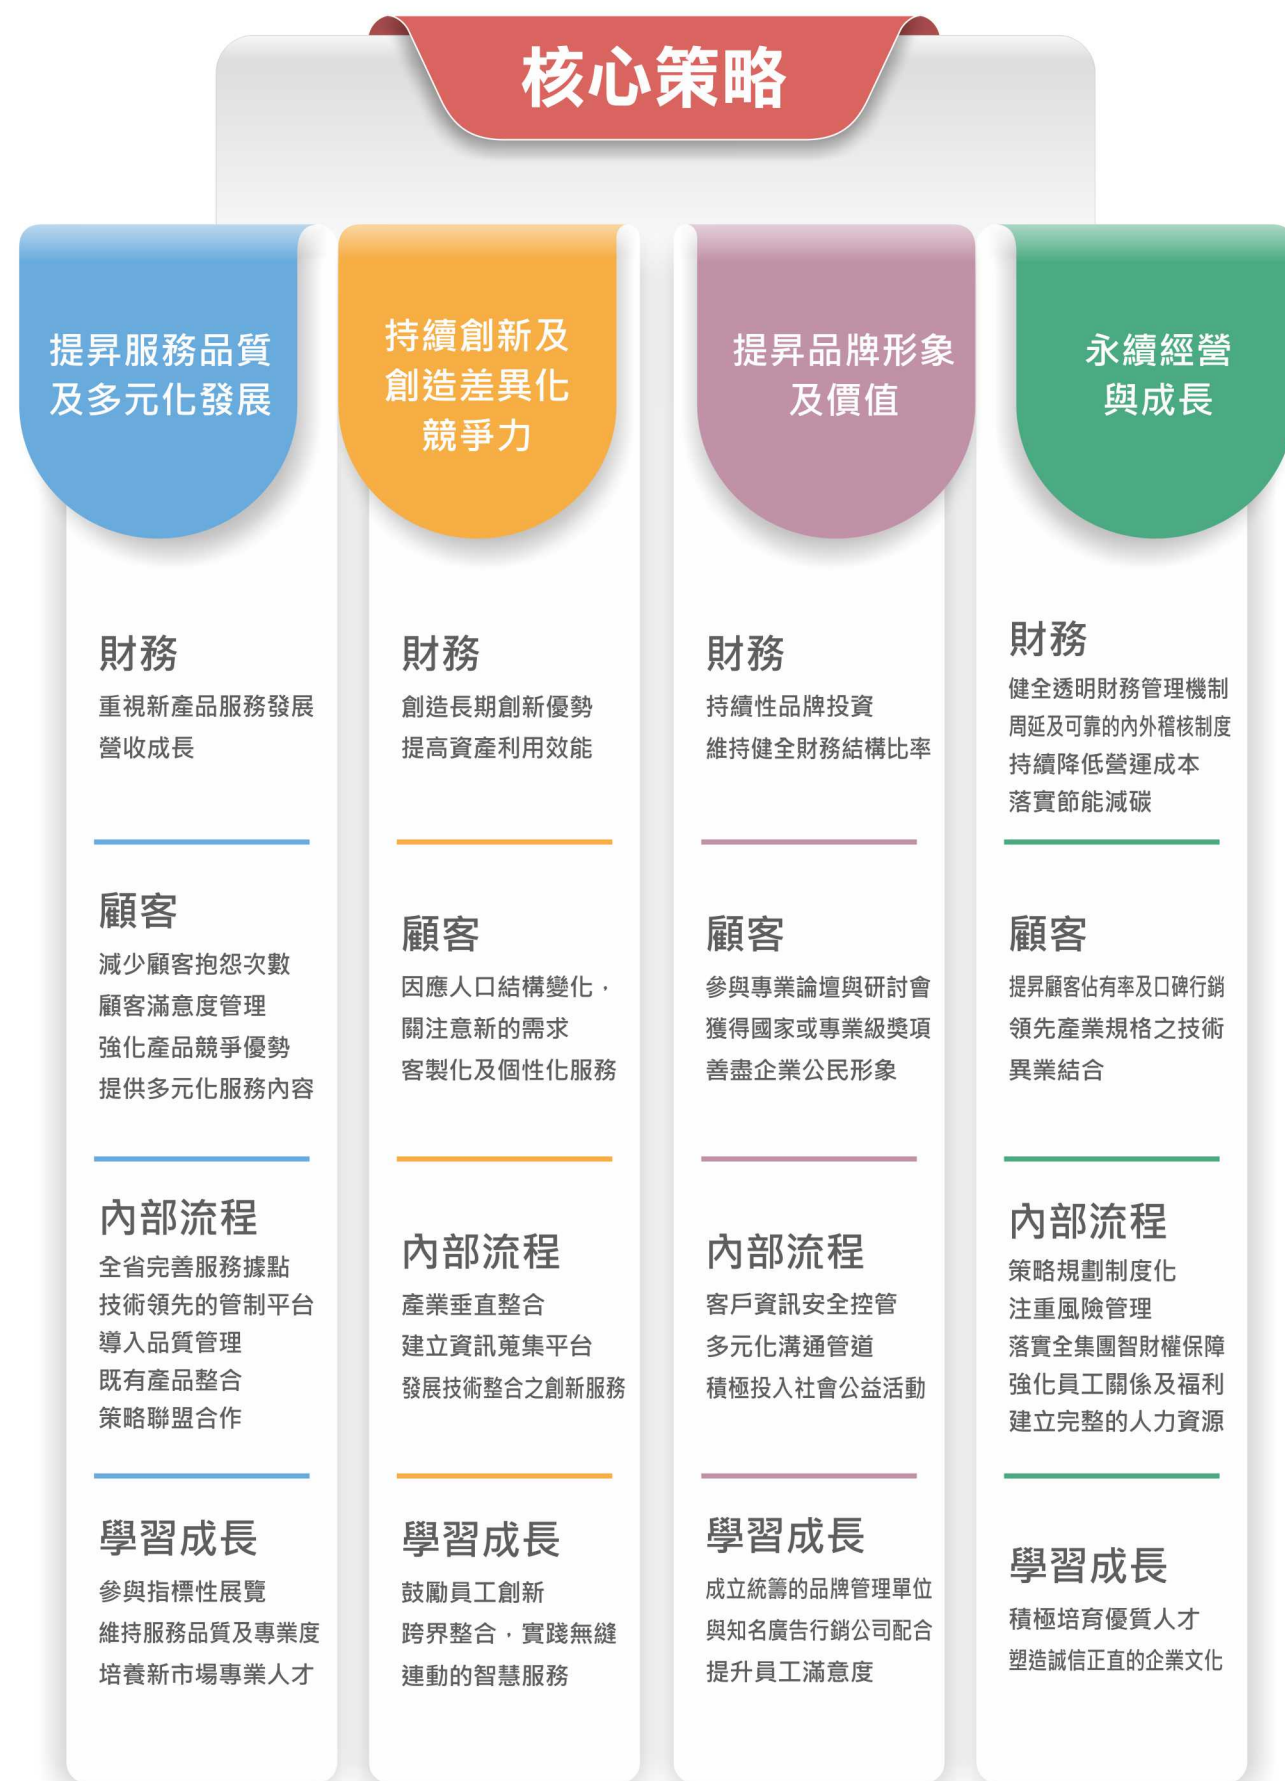 核心策略
提昇服務品質
及多元化發展
財務
重視新產品服務發展
營收成長
顧客
減少顧客抱怨次數
顧客滿意度管理
強化產品競爭優勢
提供多元化服務內容
內部流程
全省完善服務據點
技術領先的管制平台
導入品質管理
既有產品整合
策略聯盟合作
學習成長
參與指標性展覽
維持服務品質及專業度
培養新市場專業人才
持續創新及
創造差異化
競爭力
財務
創造長期創新優勢
提高資產利用效能
顧客
因應人口結構變化，
關注意新的需求
客製化及個性化服務
內部流程
產業垂直整合
建立資訊蒐集平台
發展技術整合之創新服務
學習成長
鼓勵員工創新
跨界整合，實踐無縫
連動的智慧服務
提昇品牌形象
及價值
財務
持續性品牌投資
維持健全財務結構比率
顧客
參與專業論壇與研討會
獲得國家或專業級獎項
善盡企業公民形象
內部流程
客戶資訊安全控管
多元化溝通管道
積極投入社會公益活動
學習成長
成立統籌的品牌管理單位
與知名廣告行銷公司配合
提升員工滿意度
永續經營
與成長
財務
健全透明財務管理機制
周延及可靠的內外稽核制度
持續降低營運成本
落實節能減碳
顧客
提昇顧客佔有率及口碑行銷
領先產業規格之技術
異業結合
內部流程
策略規劃制度化
注重風險管理
落實全集團智財權保障
強化員工關係及福利
建立完整的人力資源
學習成長
積極培育優質人才
塑造誠信正直的企業文化